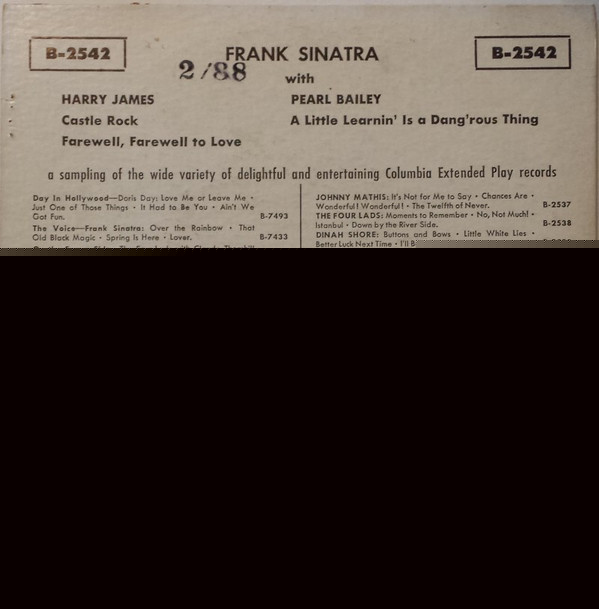 B-2542
FRANK SINATRA
B-2542
2/88
with
HARRY JAMES
PEARL BAILEY
Castle Rock
A Little Learnin' Is a Dang'rous Thing
Farewell, Farewell to Love
a sampling of the wide variety of delightful and entertaining Columbia Extended Play records
Day In Hollywood—Doris Day: Love Me or Leave Me •
Just One of Those Things • It Had to Be You • Ain't We
Got Fun. B-7493
The Voice—Frank Sinatra: Over the Rainbow • That
Old Black Magic • Spring Is Here • Lover. B-7433
JOHNNY MATHIS: It's Not for Me to Say • Chances Are •
Wonderful! Wonderful! • The Twelfth of Never. B-2537
THE FOUR LADS: Moments to Remember • No, Not Much! •
Istanbul • Down by the River Side. B-2538
DINAH SHORE: Buttons and Bows • Little White Lies •
Better Luck Next Time • I'll B